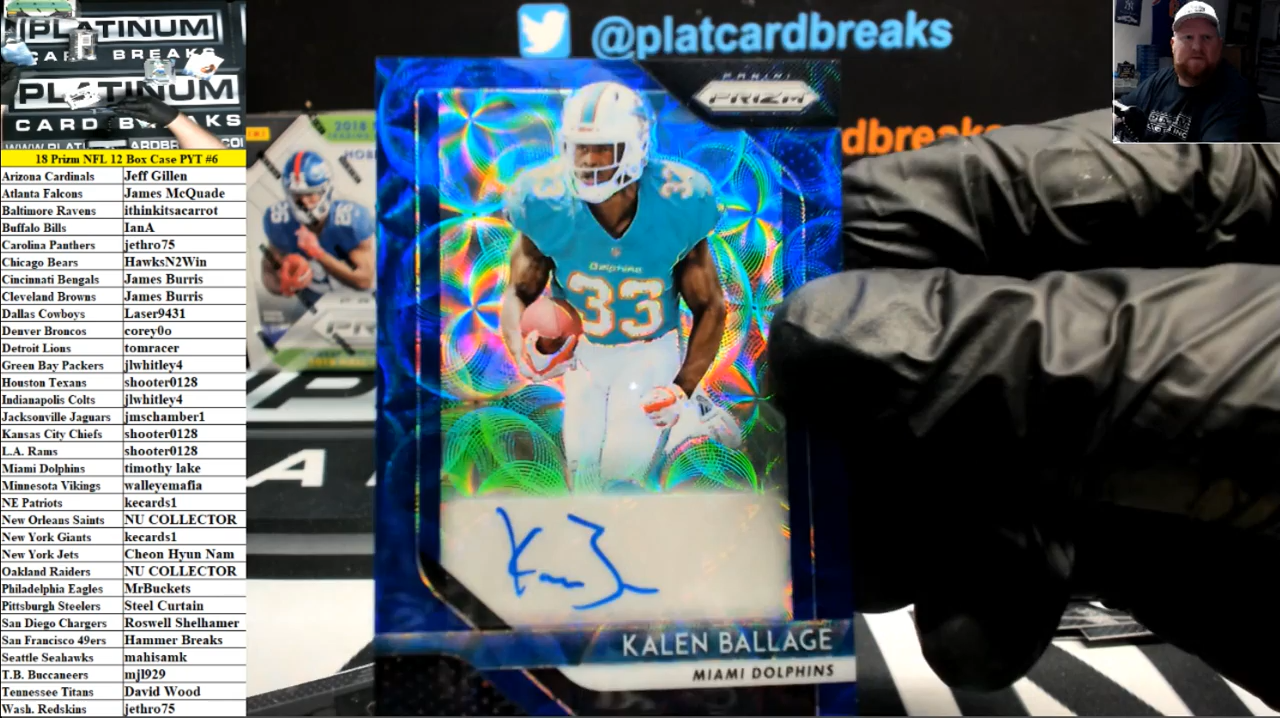 PLATINUM
CARD BREAKS
PLATINUM
CARD BREAKS
18 Prizm NFL 12 Box Case PYT #6
Arizona Cardinals Jeff Gillen
Atlanta Falcons James McQuade
Baltimore Ravens ithinkitsacarrot
Buffalo Bills IanA
Carolina Panthers jethro75
Chicago Bears HawksN2Win
Cincinnati Bengals James Burris
Cleveland Browns James Burris
Dallas Cowboys Laser9431
Denver Broncos corey0o
Detroit Lions tomracer
Green Bay Packers jlwhitley4
Houston Texans shooter0128
Indianapolis Colts jlwhitley4
Jacksonville Jaguars jmschamber1
Kansas City Chiefs shooter0128
L.A. Rams shooter0128
Miami Dolphins timothy lake
Minnesota Vikings walleyemafia
NE Patriots kecards1
New Orleans Saints NU COLLECTOR
New York Giants kecards1
New York Jets Cheon Hyun Nam
Oakland Raiders NU COLLECTOR
Philadelphia Eagles MrBuckets
Pittsburgh Steelers Steel Curtain
San Diego Chargers Roswell Shelhamer
San Francisco 49ers Hammer Breaks
Seattle Seahawks mahisamk
T.B. Buccaneers mjl929
Tennessee Titans David Wood
Wash. Redskins jethro75
@platcardbreaks
dbreaks
PANINI
PRIZM
33
Dolphins
33
KALEN BALLAGE
MIAMI DOLPHINS